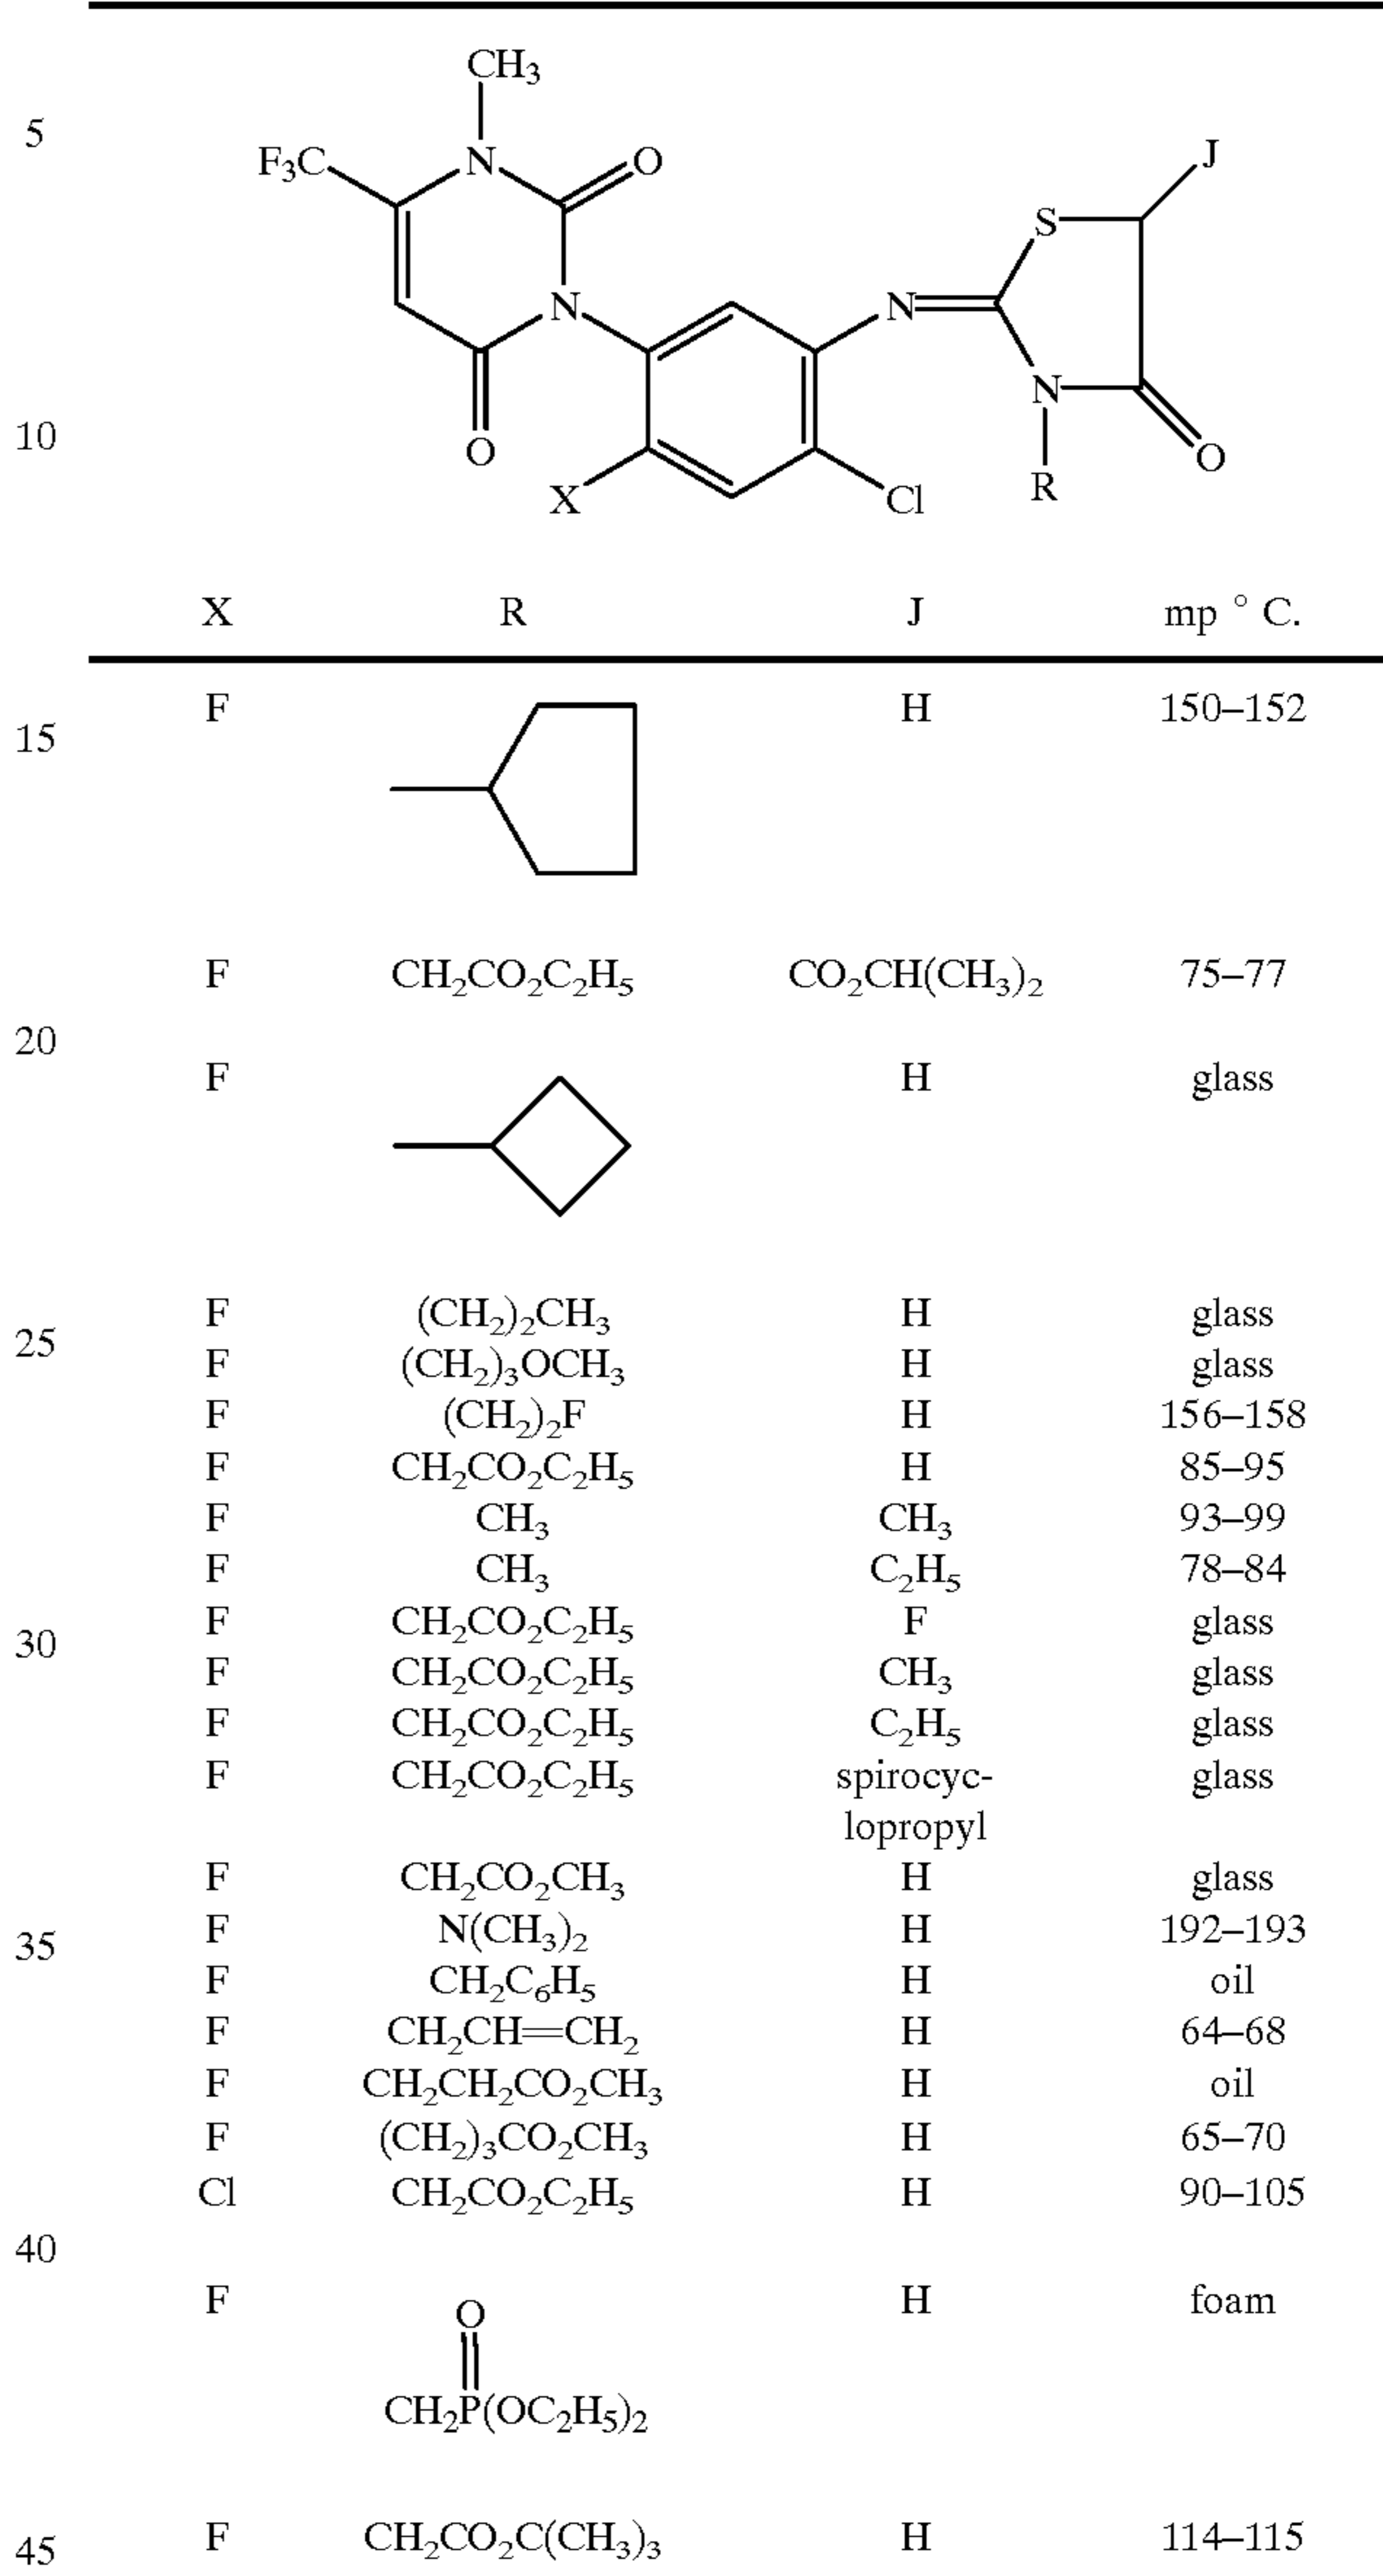 CH₃
5
F₃C N O J
S
N N
N
10 O O
X Cl R
X R J mp ° C.
F H 150–152
15
F CH₂CO₂C₂H₅ CO₂CH(CH₃)₂ 75–77
20
F H glass
F (CH₂)₂CH₃ H glass
25
F (CH₂)₃OCH₃ H glass
F (CH₂)₂F H 156–158
F CH₂CO₂C₂H₅ H 85–95
F CH₃ CH₃ 93–99
F CH₃ C₂H₅ 78–84
F CH₂CO₂C₂H₅ F glass
30
F CH₂CO₂C₂H₅ CH₃ glass
F CH₂CO₂C₂H₅ C₂H₅ glass
F CH₂CO₂C₂H₅ spirocyc- glass
lopropyl
F CH₂CO₂CH₃ H glass
35 F N(CH₃)₂ H 192–193
F CH₂C₆H₅ H oil
F CH₂CH=CH₂ H 64–68
F CH₂CH₂CO₂CH₃ H oil
F (CH₂)₃CO₂CH₃ H 65–70
Cl CH₂CO₂C₂H₅ H 90–105
40
F H foam
O
CH₂P(OC₂H₅)₂
45 F CH₂CO₂C(CH₃)₃ H 114–115